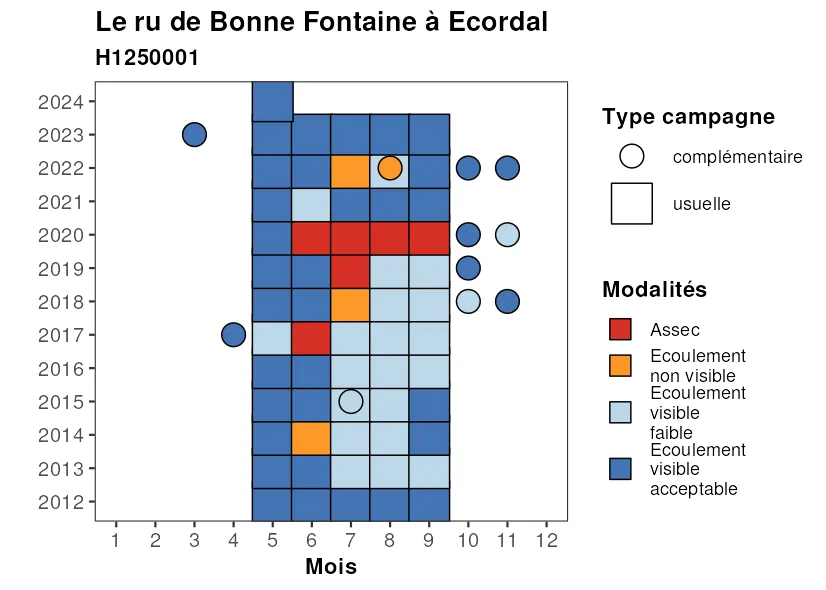 Le ru de Bonne Fontaine à Ecordal
H1250001
2024
2023
2022
2021
2020
2019
2018
2017
2016
2015
2014
2013
2012
1 2 3 4 5 6 7 8 9 10 11 12
Mois
Type campagne
complémentaire
usuelle
Modalités
Assec
Ecoulement
non visible
Ecoulement
visible
faible
Ecoulement
visible
acceptable